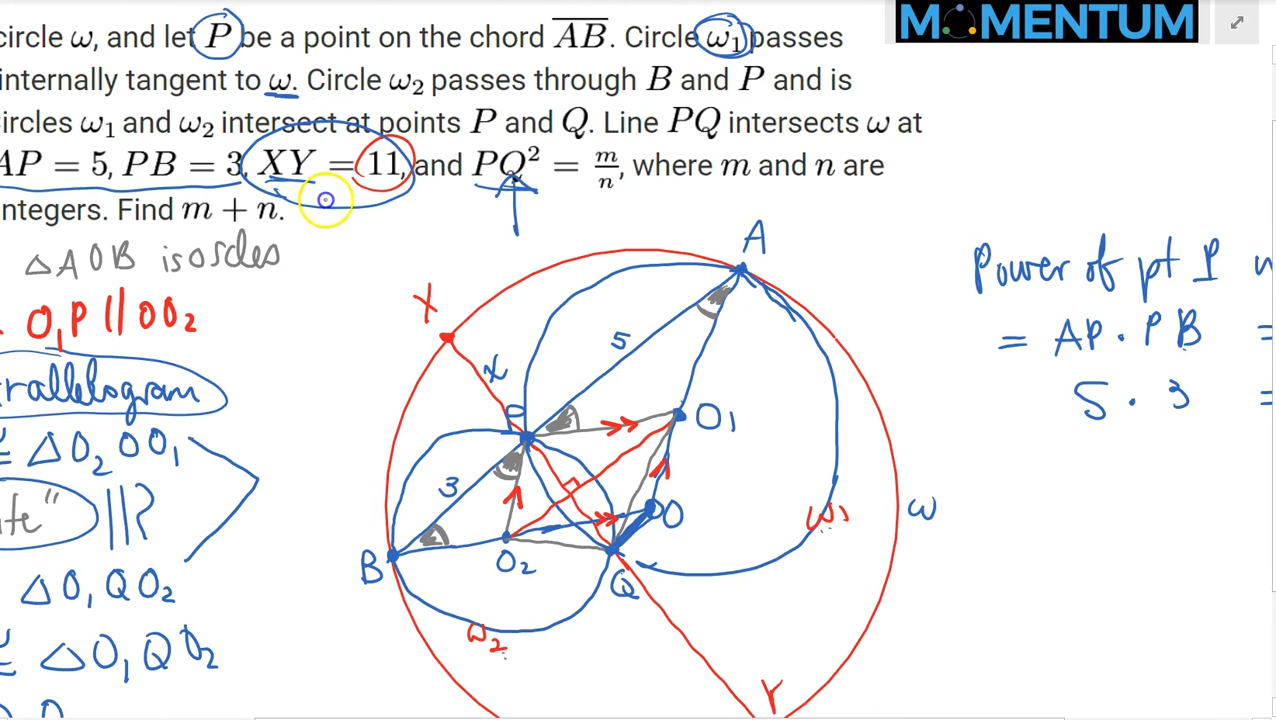 MOMENTUM
circle ω, and let P be a point on the chord AB. Circle ω₁ passes
internally tangent to ω. Circle ω₂ passes through B and P and is
ircles ω₁ and ω₂ intersect at points P and Q. Line PQ intersects ω at
AP = 5, PB = 3, XY = 11, and PQ² = m/n, where m and n are
integers. Find m + n.
△AOB isosceles
O₁P || OO₂
rallelogram
≅ △O₂OO₁
te"
△O₁QO₂
≅ △O₁QO₂
A
X
x
5
P
O₁
3
O
ω₁
ω
B
O₂
Q
ω₂
Y
Power of pt P
= AP · PB =
5 · 3 =